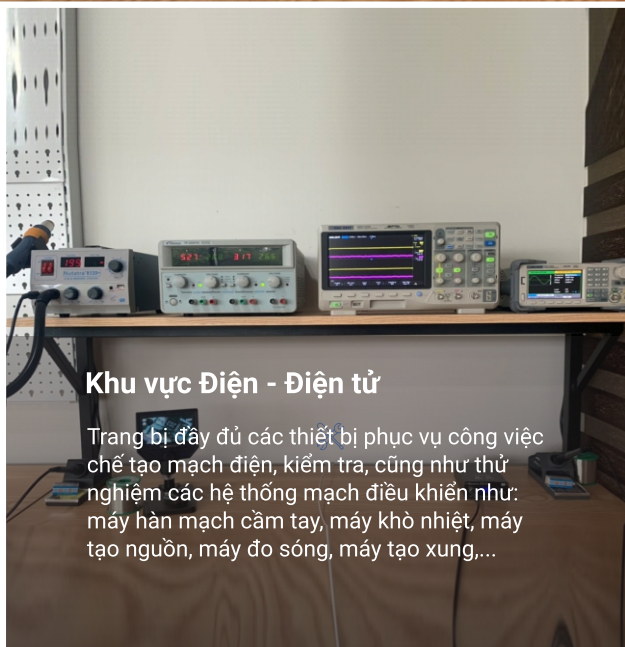 Khu vực Điện - Điện tử
Trang bị đầy đủ các thiết bị phục vụ công việc
chế tạo mạch điện, kiểm tra, cũng như thử
nghiệm các hệ thống mạch điều khiển như:
máy hàn mạch cầm tay, máy khò nhiệt, máy
tạo nguồn, máy đo sóng, máy tạo xung,...